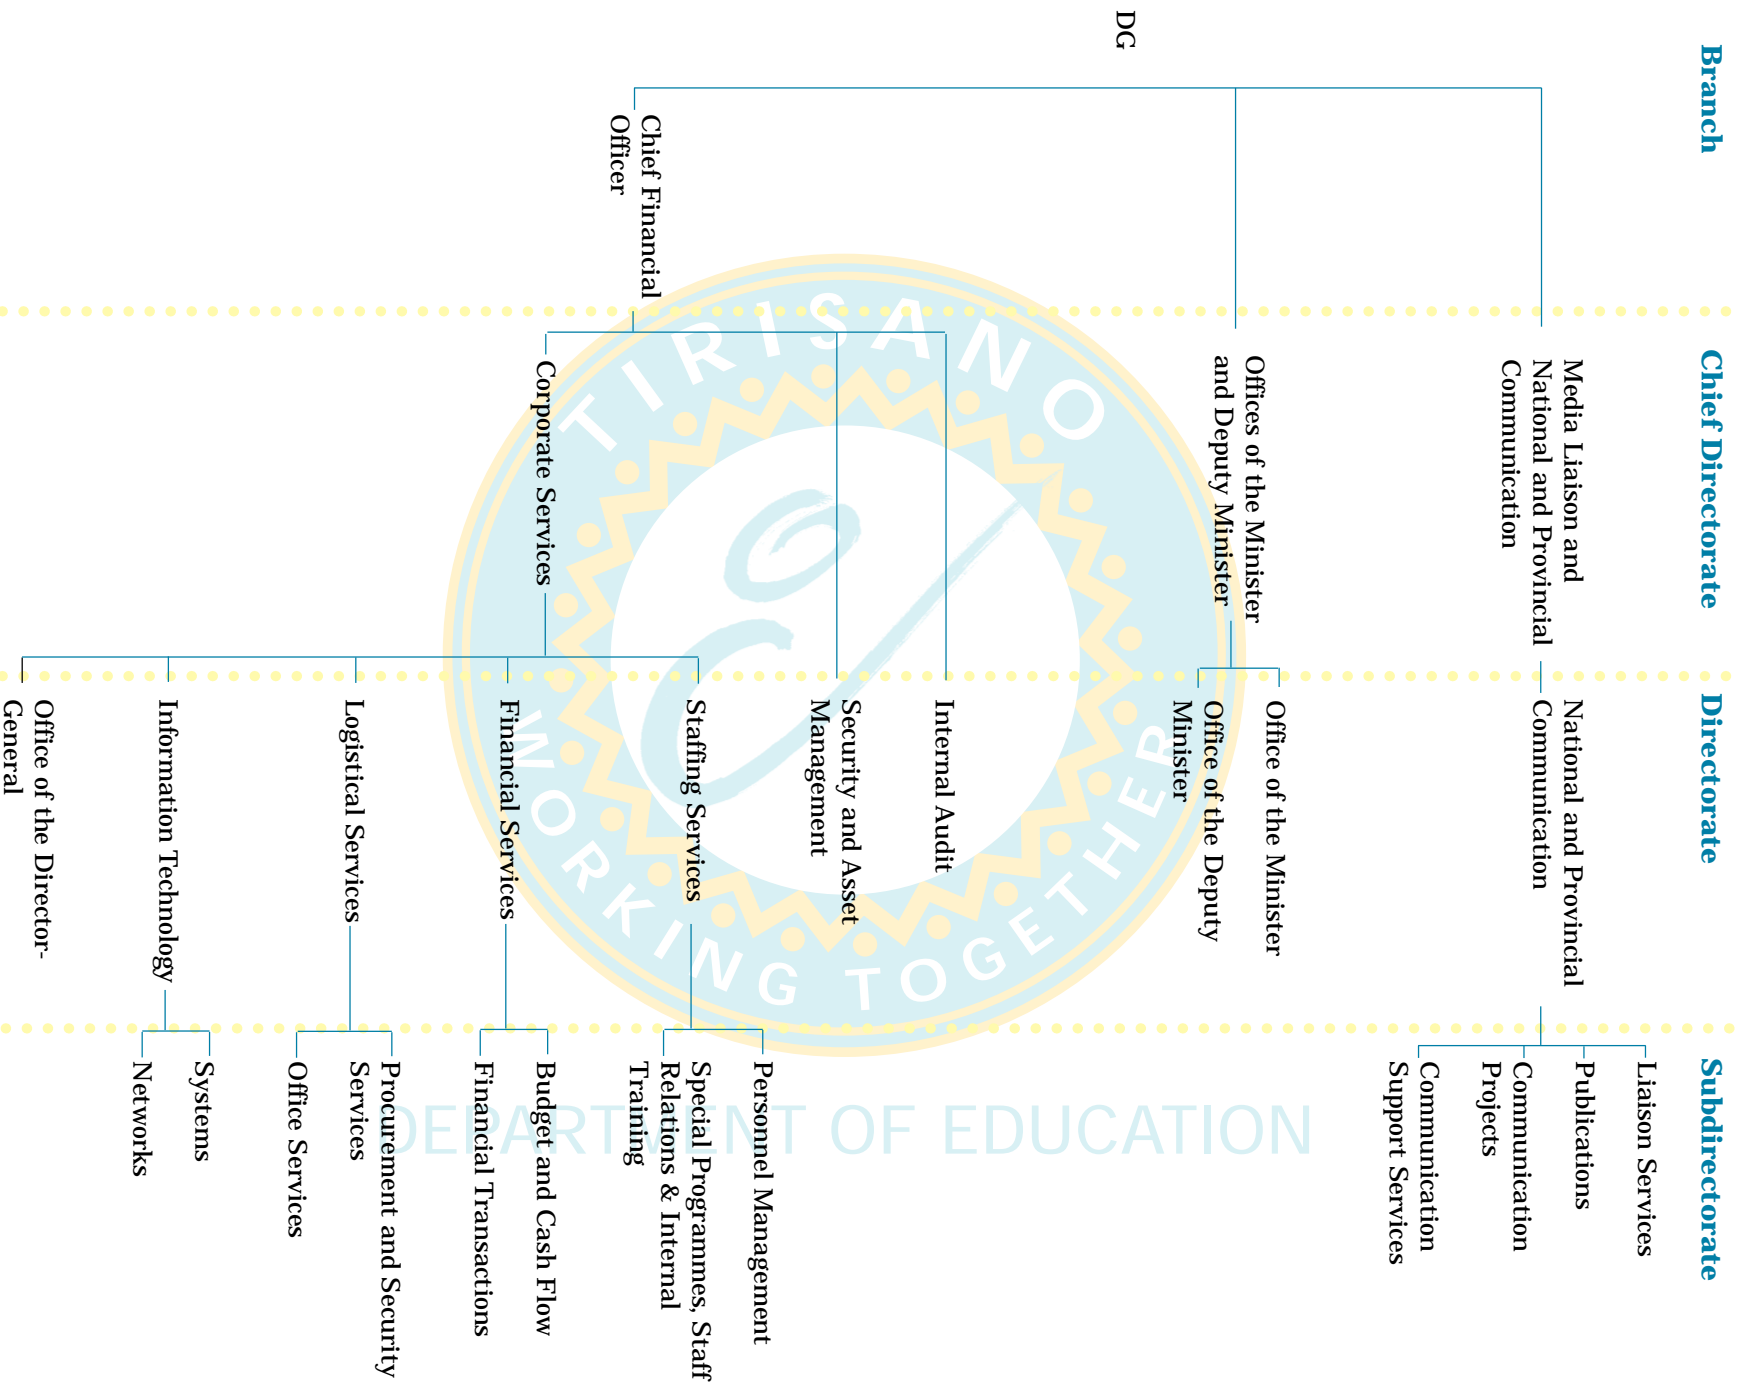 Branch
Chief Directorate
Directorate
Subdirectorate
DG
Media Liaison and
National and Provincial
Communication
National and Provincial
Communication
Liaison Services
Publications
Communication
Projects
Communication
Support Services
Offices of the Minister
and Deputy Minister
Office of the Minister
Office of the Deputy
Minister
Chief Financial
Officer
Internal Audit
Security and Asset
Management
Corporate Services
Staffing Services
Personnel Management
Special Programmes, Staff
Relations & Internal
Training
Financial Services
Budget and Cash Flow
Financial Transactions
Logistical Services
Procurement and Security
Services
Office Services
Information Technology
Systems
Networks
Office of the Director-
General
TIRISANO
WORKING TOGETHER
DEPARTMENT OF EDUCATION